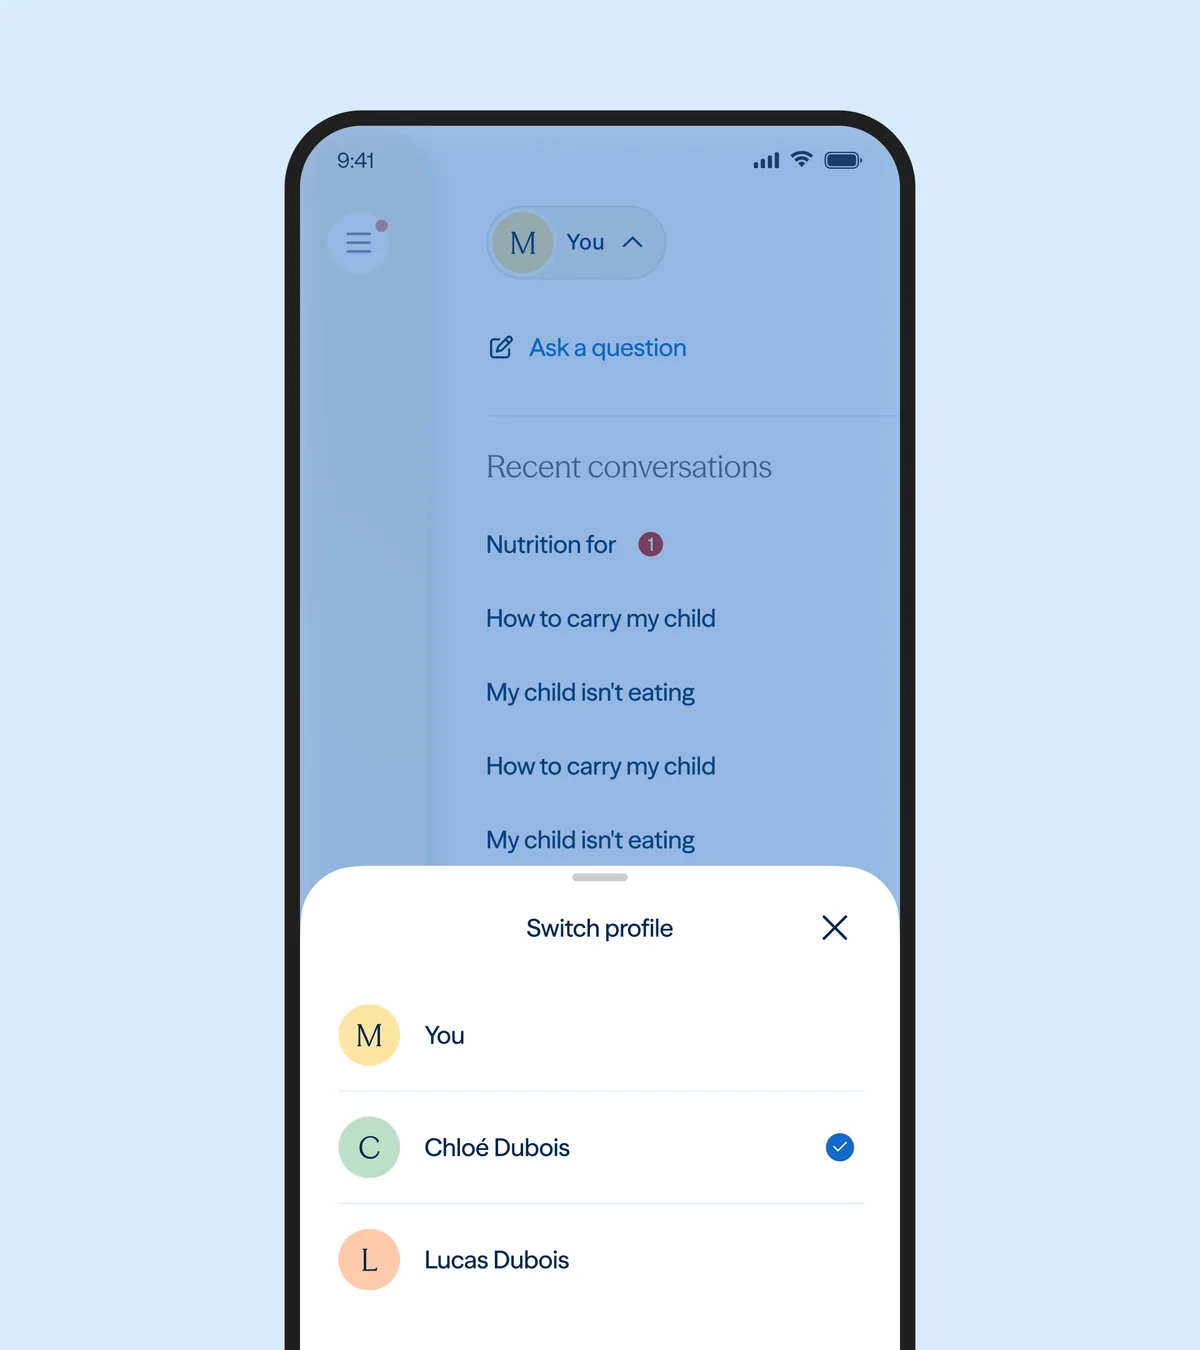 9:41
M You
Ask a question
Recent conversations
Nutrition for 1
How to carry my child
My child isn't eating
How to carry my child
My child isn't eating
Switch profile
M You
C Chloé Dubois
L Lucas Dubois